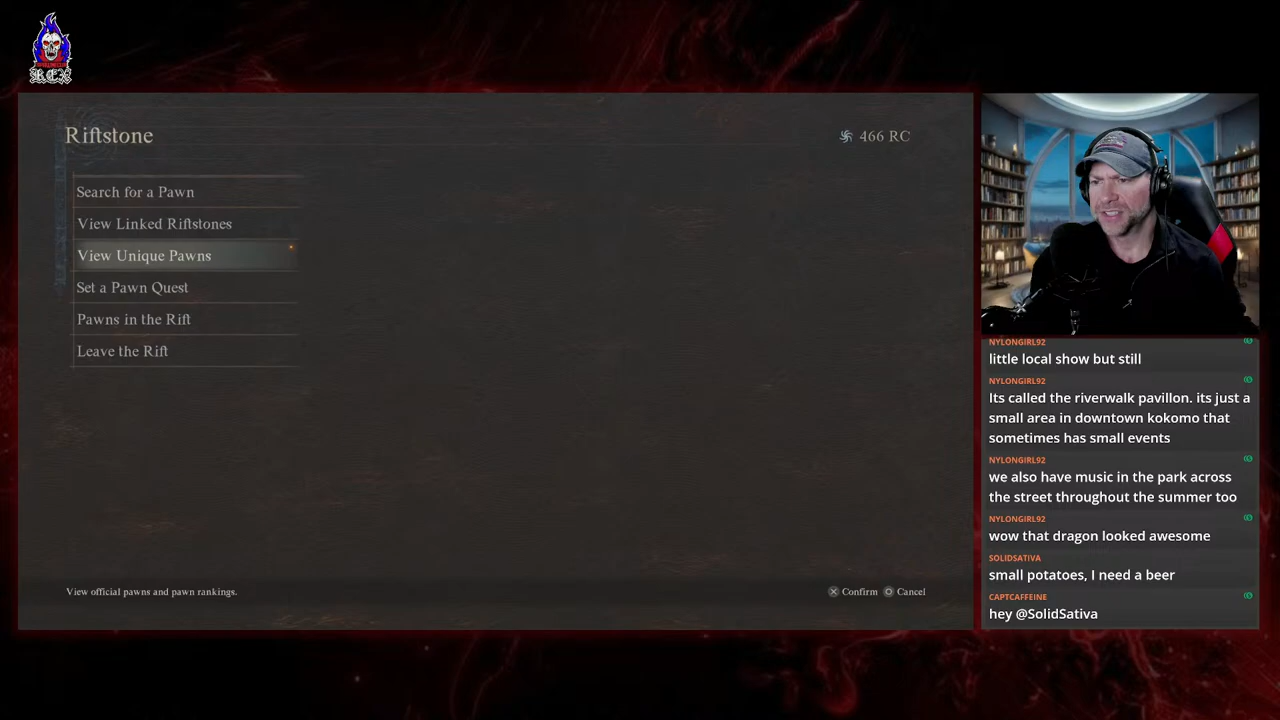 REX
Riftstone
466 RC
Search for a Pawn
View Linked Riftstones
View Unique Pawns
Set a Pawn Quest
Pawns in the Rift
Leave the Rift
View official pawns and pawn rankings.
Confirm Cancel
NYLONGIRL92
little local show but still
NYLONGIRL92
Its called the riverwalk pavillon. its just a
small area in downtown kokomo that
sometimes has small events
NYLONGIRL92
we also have music in the park across
the street throughout the summer too
NYLONGIRL92
wow that dragon looked awesome
SOLIDSATIVA
small potatoes, I need a beer
CAPTCAFFEINE
hey @SolidSativa